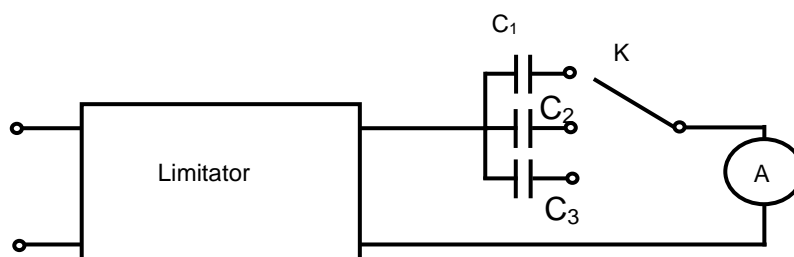 C₁
K
C₂
Limitator
A
C₃